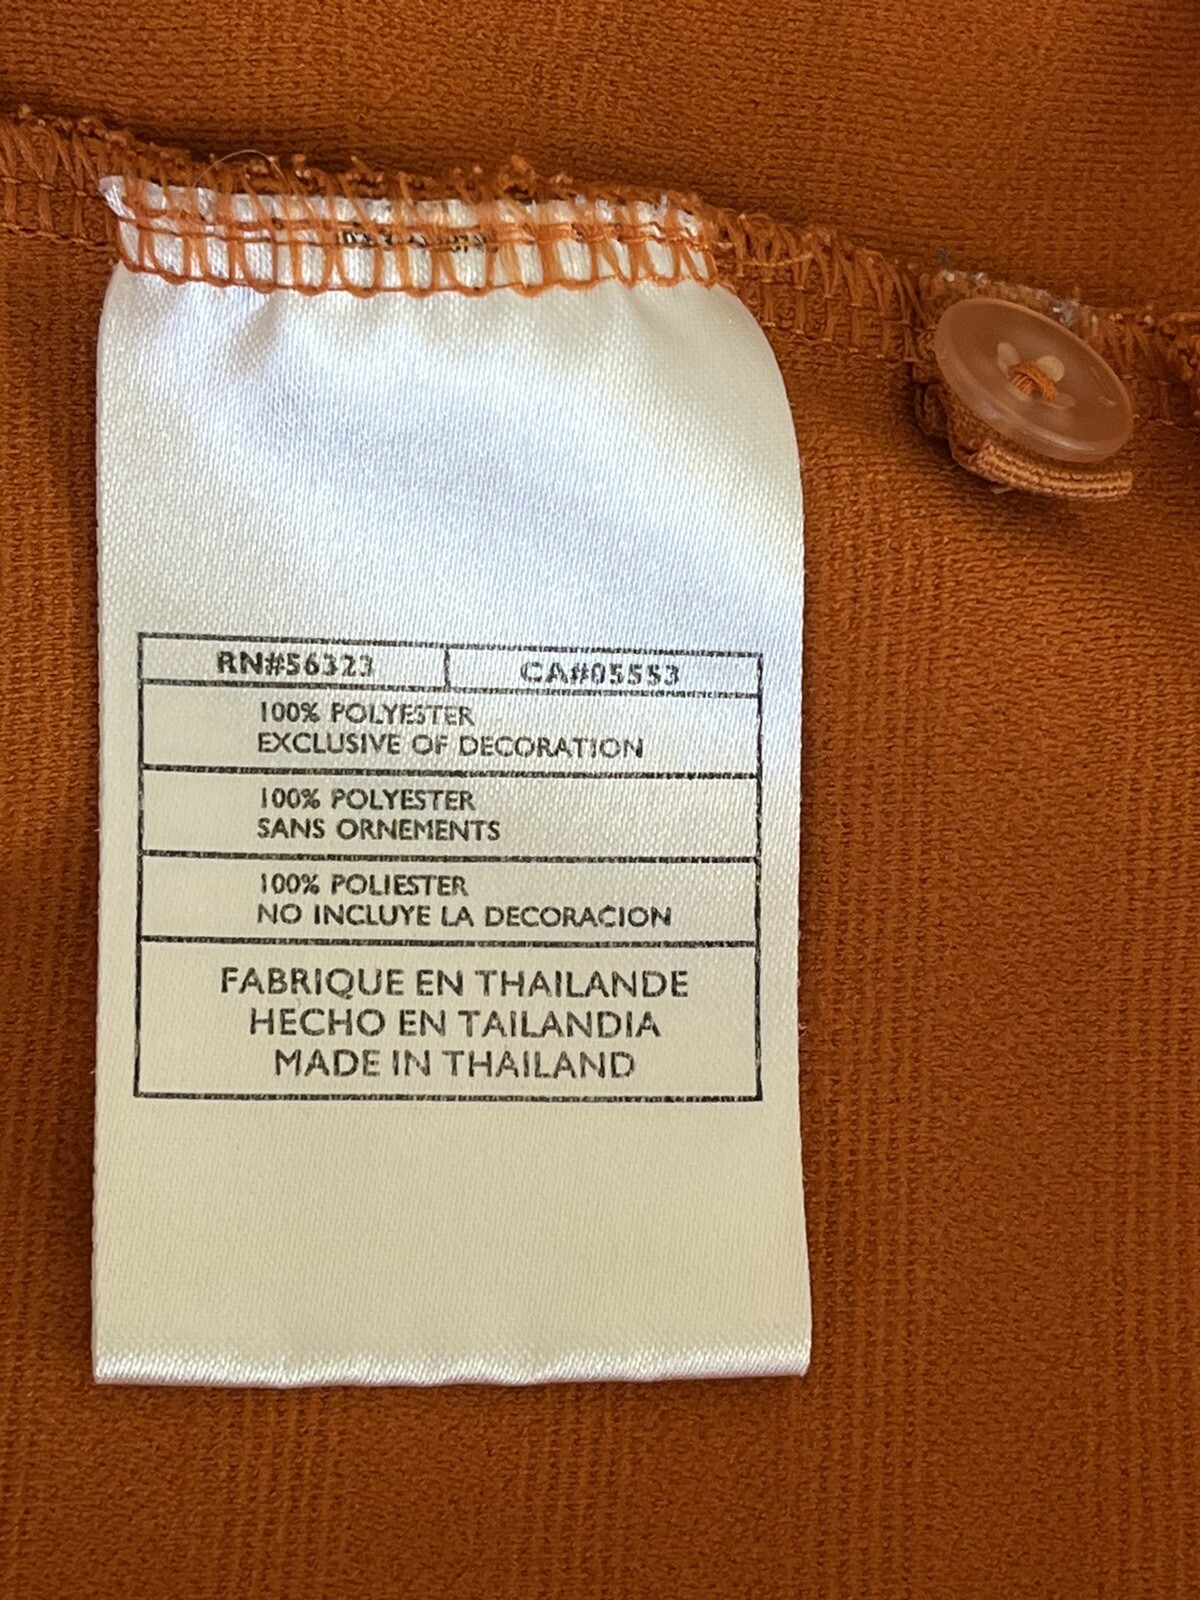 RN#56323 CA#05553
100% POLYESTER
EXCLUSIVE OF DECORATION
100% POLYESTER
SANS ORNEMENTS
100% POLIESTER
NO INCLUYE LA DECORACION
FABRIQUE EN THAILANDE
HECHO EN TAILANDIA
MADE IN THAILAND